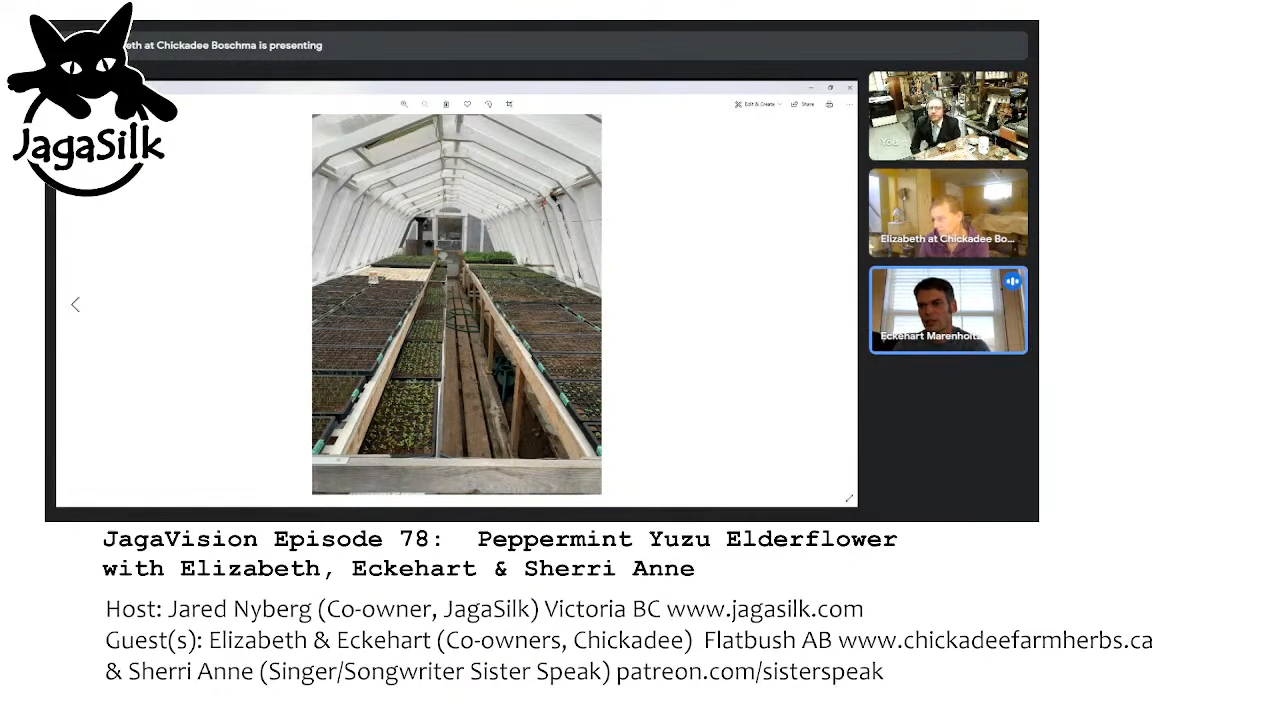 eth at Chickadee Boschma is presenting
JagaSilk
Edit & Create
Share
You
Elizabeth at Chickadee Bo...
Eckehart Marenholtz
JagaVision Episode 78: Peppermint Yuzu Elderflower
with Elizabeth, Eckehart & Sherri Anne
Host: Jared Nyberg (Co-owner, JagaSilk) Victoria BC www.jagasilk.com
Guest(s): Elizabeth & Eckehart (Co-owners, Chickadee) Flatbush AB www.chickadeefarmherbs.ca
& Sherri Anne (Singer/Songwriter Sister Speak) patreon.com/sisterspeak